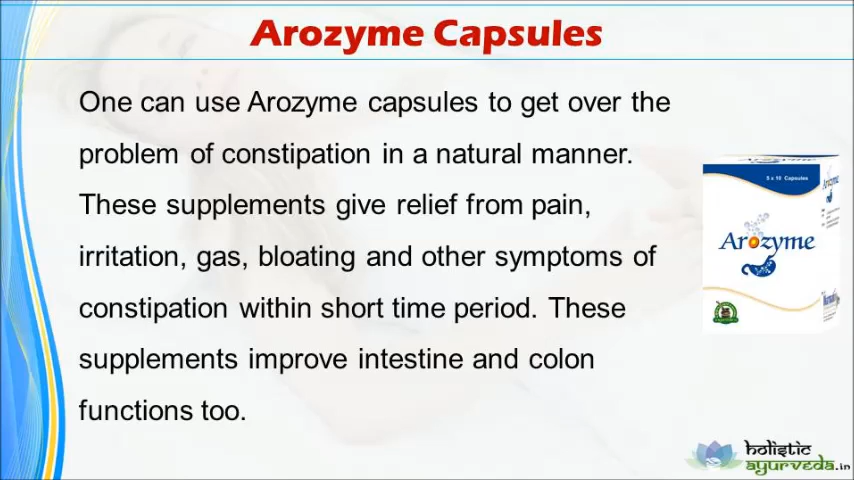 Arozyme Capsules
One can use Arozyme capsules to get over the
problem of constipation in a natural manner.
These supplements give relief from pain,
irritation, gas, bloating and other symptoms of
constipation within short time period. These
supplements improve intestine and colon
functions too.
5 x 10 Capsules
Arozyme
Arozyme
holistic
ayurveda.in